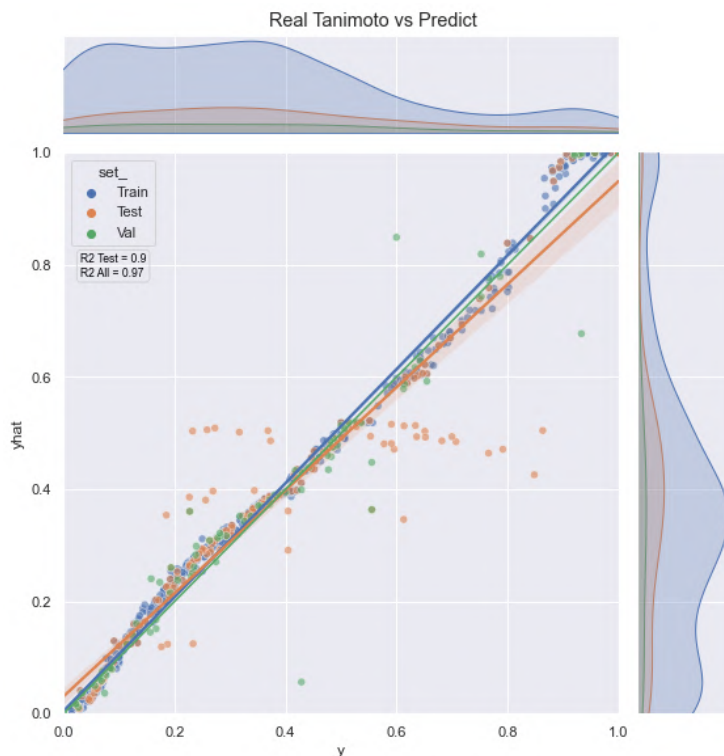 Real Tanimoto vs Predict
1.0
set_
Train
Test
Val
R2 Test = 0.9
R2 All = 0.97
0.8
0.6
yhat
0.4
0.2
0.0
0.0 0.2 0.4 0.6 0.8 1.0
y